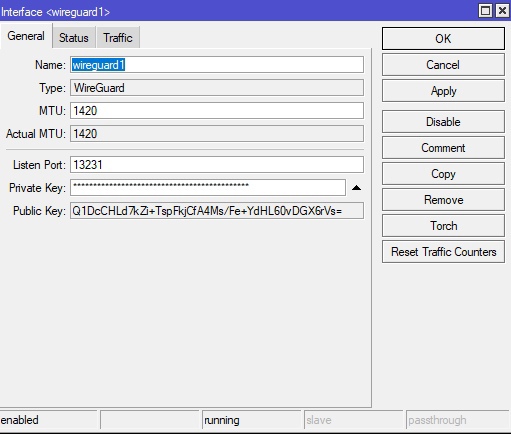 Interface <wireguard1>
General Status Traffic
Name: wireguard1
Type: WireGuard
MTU: 1420
Actual MTU: 1420
Listen Port: 13231
Private Key: ********************************************
Public Key: Q1DcCHLd7kZi+TspFkjCfA4Ms/Fe+YdHL60vDGX6rVs=
OK
Cancel
Apply
Disable
Comment
Copy
Remove
Torch
Reset Traffic Counters
enabled running slave passthrough